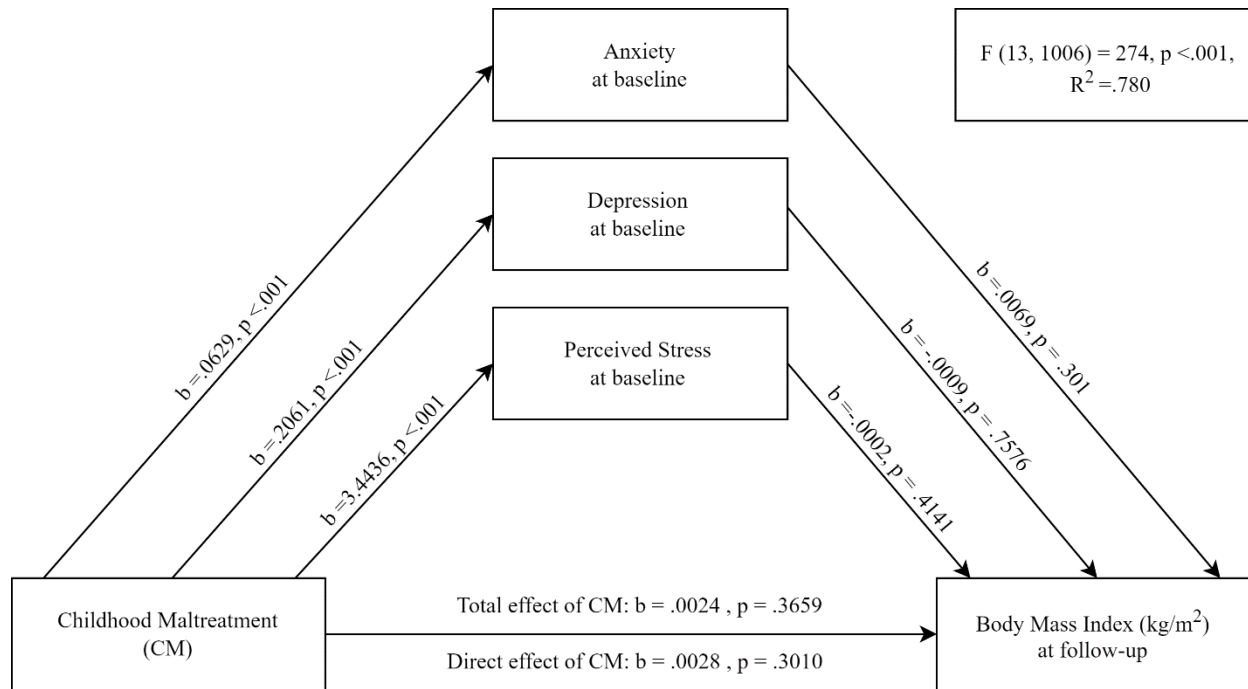 Anxiety
at baseline
F (13, 1006) = 274, p <.001,
R² =.780
Depression
at baseline
Perceived Stress
at baseline
b =.0629, p <.001
b =.2061, p <.001
b =3.4436, p <.001
b =.0069, p = .301
b = -.0009, p = .7576
b =-.0002, p = .4141
Childhood Maltreatment
(CM)
Total effect of CM: b = .0024 , p = .3659
Direct effect of CM: b = .0028 , p = .3010
Body Mass Index (kg/m²)
at follow-up